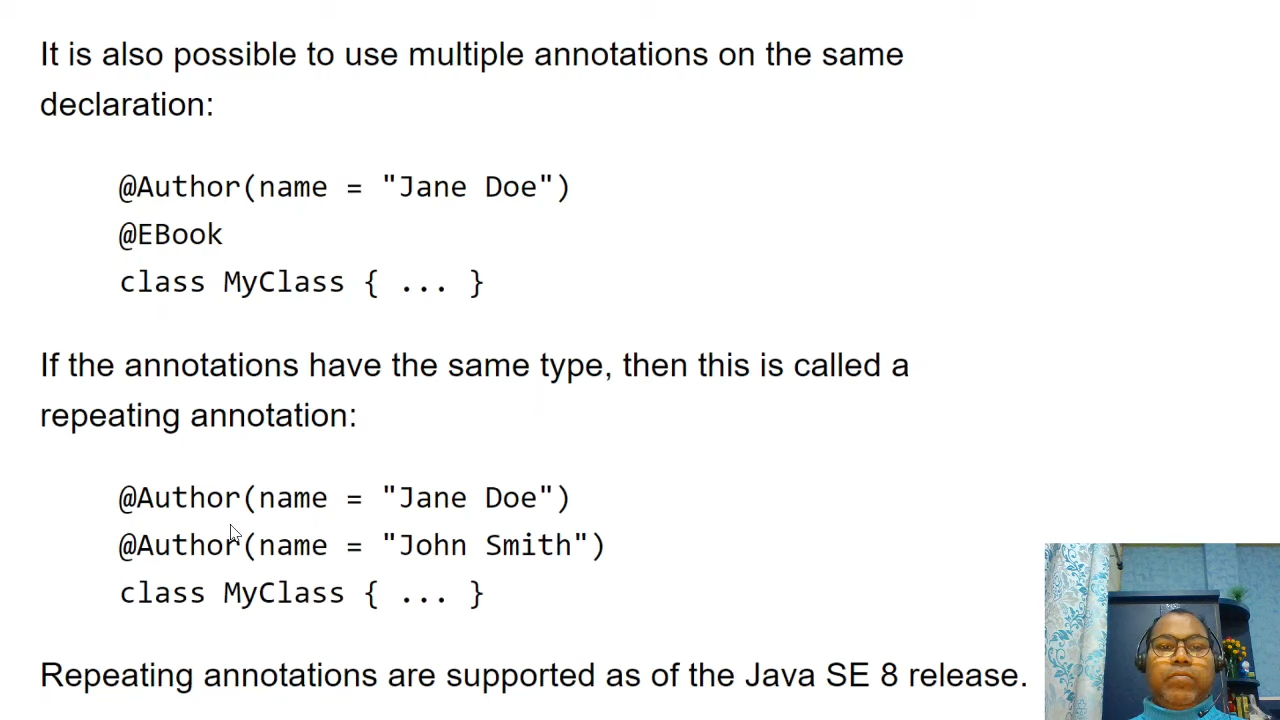 It is also possible to use multiple annotations on the same
declaration:
@Author(name = "Jane Doe")
@EBook
class MyClass { ... }
If the annotations have the same type, then this is called a
repeating annotation:
@Author(name = "Jane Doe")
@Author(name = "John Smith")
class MyClass { ... }
Repeating annotations are supported as of the Java SE 8 release.